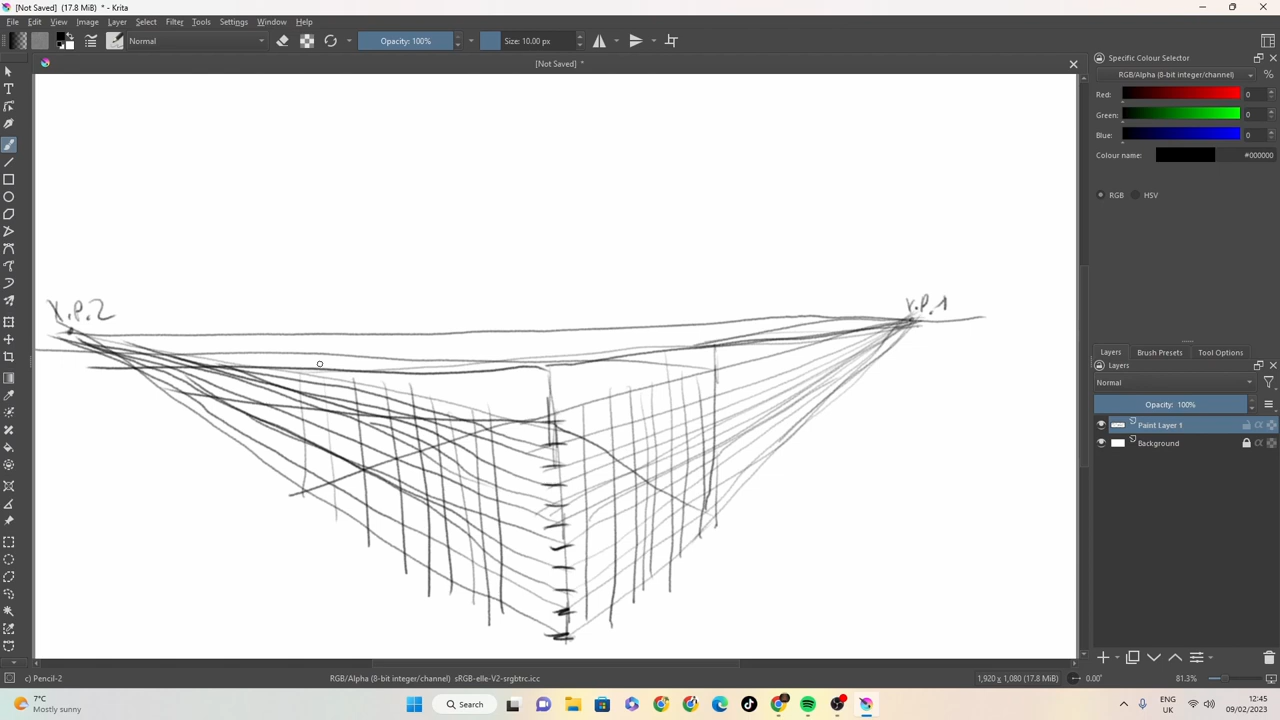 [Not Saved] (17.8 MiB) * - Krita
File Edit View Image Layer Select Filter Tools Settings Window Help
Normal Opacity: 100% Size: 10.00 px
[Not Saved] *
Specific Colour Selector
RGB/Alpha (8-bit integer/channel) %
Red: 0
Green: 0
Blue: 0
Colour name: #000000
RGB HSV
V.P.2
V.P.1
Layers Brush Presets Tool Options
Layers
Normal
Opacity: 100%
Paint Layer 1
Background
c) Pencil-2 RGB/Alpha (8-bit integer/channel) sRGB-elle-V2-srgbtrc.icc 1,920 x 1,080 (17.8 MiB) 0.00° 81.3%
7°C
Mostly sunny
Search
ENG
UK
12:45
09/02/2023